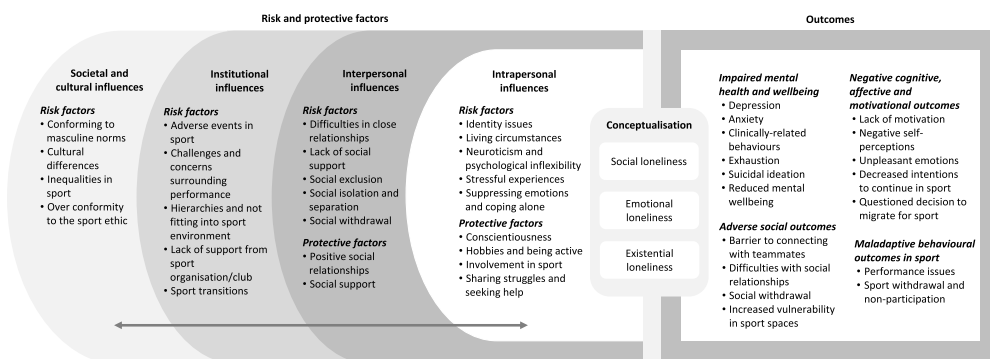 Risk and protective factors
Outcomes
Societal and
cultural influences
Risk factors
• Conforming to
masculine norms
• Cultural
differences
• Inequalities in
sport
• Over conformity
to the sport ethic
Institutional
influences
Risk factors
• Adverse events in
sport
• Challenges and
concerns
surrounding
performance
• Hierarchies and not
fitting into sport
environment
• Lack of support from
sport
organisation/club
• Sport transitions
Interpersonal
influences
Risk factors
• Difficulties in close
relationships
• Lack of social
support
• Social exclusion
• Social isolation and
separation
• Social withdrawal
Protective factors
• Positive social
relationships
• Social support
Intrapersonal
influences
Risk factors
• Identity issues
• Living circumstances
• Neuroticism and
psychological inflexibility
• Stressful experiences
• Suppressing emotions
and coping alone
Protective factors
• Conscientiousness
• Hobbies and being active
• Involvement in sport
• Sharing struggles and
seeking help
Conceptualisation
Social loneliness
Emotional
loneliness
Existential
loneliness
Impaired mental
health and wellbeing
• Depression
• Anxiety
• Clinically-related
behaviours
• Exhaustion
• Suicidal ideation
• Reduced mental
wellbeing
Adverse social outcomes
• Barrier to connecting
with teammates
• Difficulties with social
relationships
• Social withdrawal
• Increased vulnerability
in sport spaces
Negative cognitive,
affective and
motivational outcomes
• Lack of motivation
• Negative self-
perceptions
• Unpleasant emotions
• Decreased intentions
to continue in sport
• Questioned decision to
migrate for sport
Maladaptive behavioural
outcomes in sport
• Performance issues
• Sport withdrawal and
non-participation